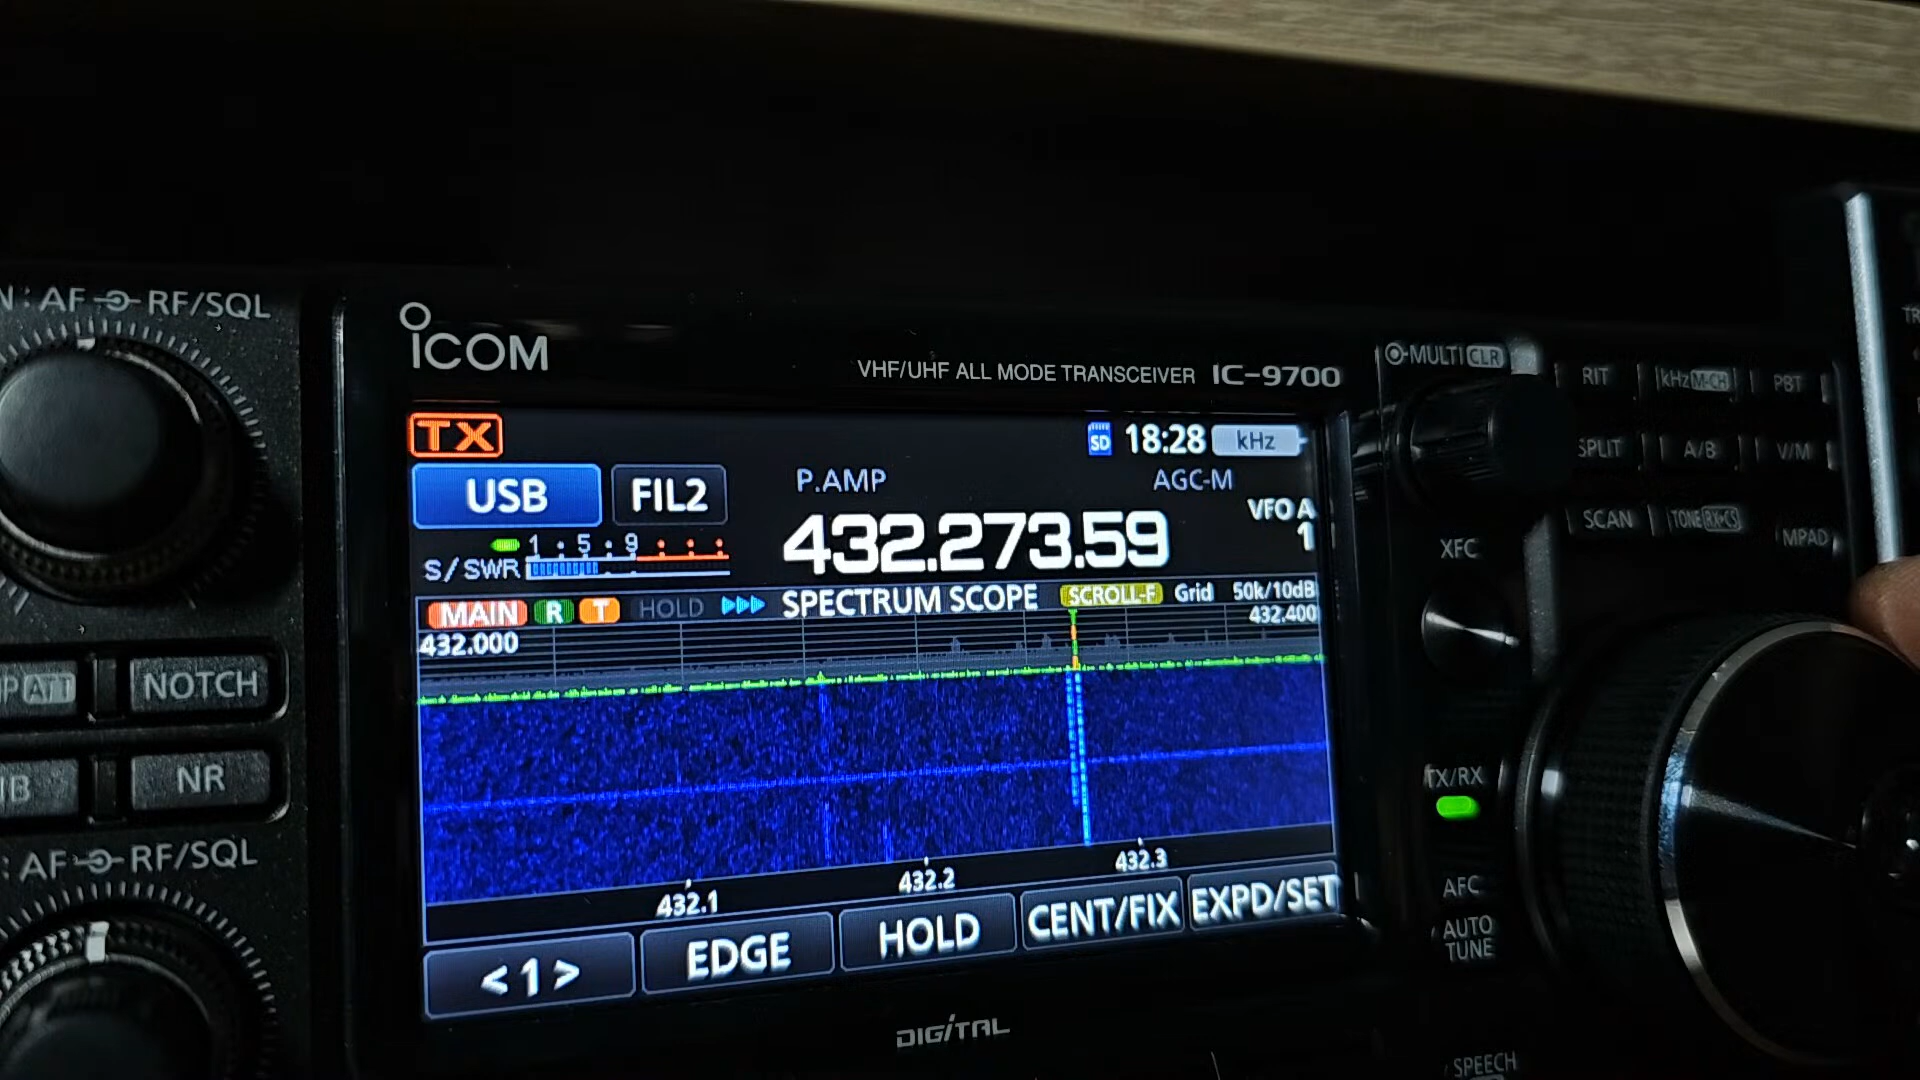 AF RF/SQL
ICOM
VHF/UHF ALL MODE TRANSCEIVER IC-9700
MULTI CLR
RIT kHz M-CH PBT
TX
SD 18:28 kHz
USB FIL2 P.AMP AGC-M
432.273.59 VFO A
1
SPLIT A/B V/M
SCAN TONE RX→CS MPAD
XFC
1 5 9
S/SWR
MAIN R T HOLD SPECTRUM SCOPE SCROLL-F Grid 50k/10dB
432.000 432.400
ATT NOTCH
NR
TX/RX
432.1 432.2 432.3
AF RF/SQL
AFC
AUTO
TUNE
<1> EDGE HOLD CENT/FIX EXPD/SET
DIGITAL
SPEECH